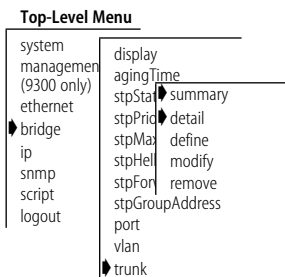 Top-Level Menu
system
managemen
(9300 only)
ethernet
bridge
ip
snmp
script
logout
display
agingTime
stpStat
stpPrio
stpMax
stpHell
stpForw
stpGroupAddress
port
vlan
trunk
summary
detail
define
modify
remove